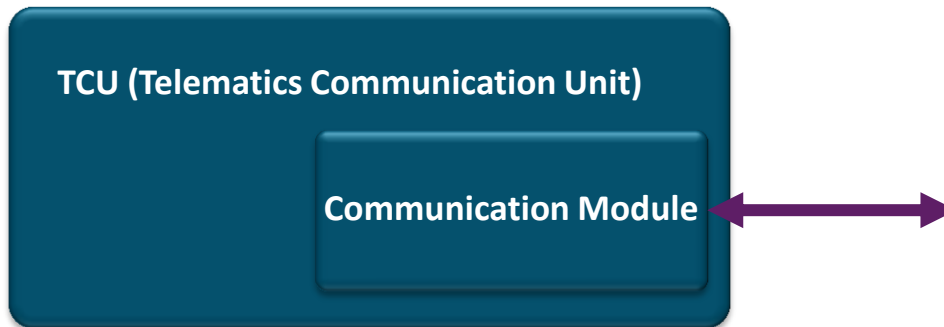 TCU (Telematics Communication Unit)
Communication Module